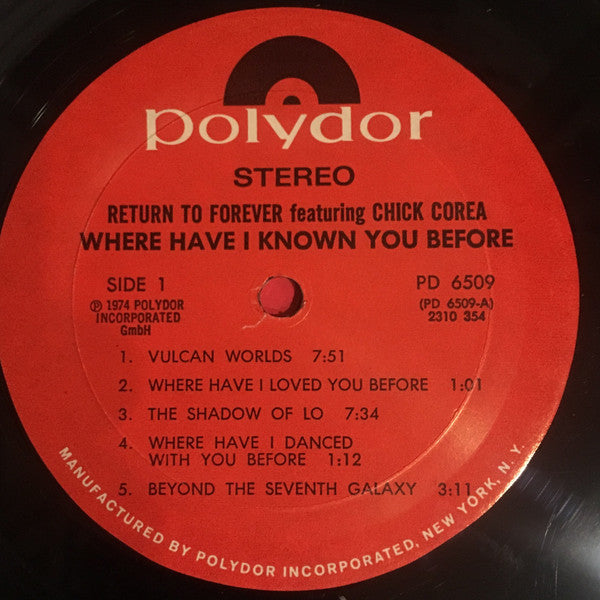 polydor
STEREO
RETURN TO FOREVER featuring CHICK COREA
WHERE HAVE I KNOWN YOU BEFORE
SIDE 1
PD 6509
℗ 1974 POLYDOR
INCORPORATED
GmbH
(PD 6509-A)
2310 354
1. VULCAN WORLDS 7:51
2. WHERE HAVE I LOVED YOU BEFORE 1:01
3. THE SHADOW OF LO 7:34
4. WHERE HAVE I DANCED
WITH YOU BEFORE 1:12
5. BEYOND THE SEVENTH GALAXY 3:11
MANUFACTURED BY POLYDOR INCORPORATED, NEW YORK, N. Y.